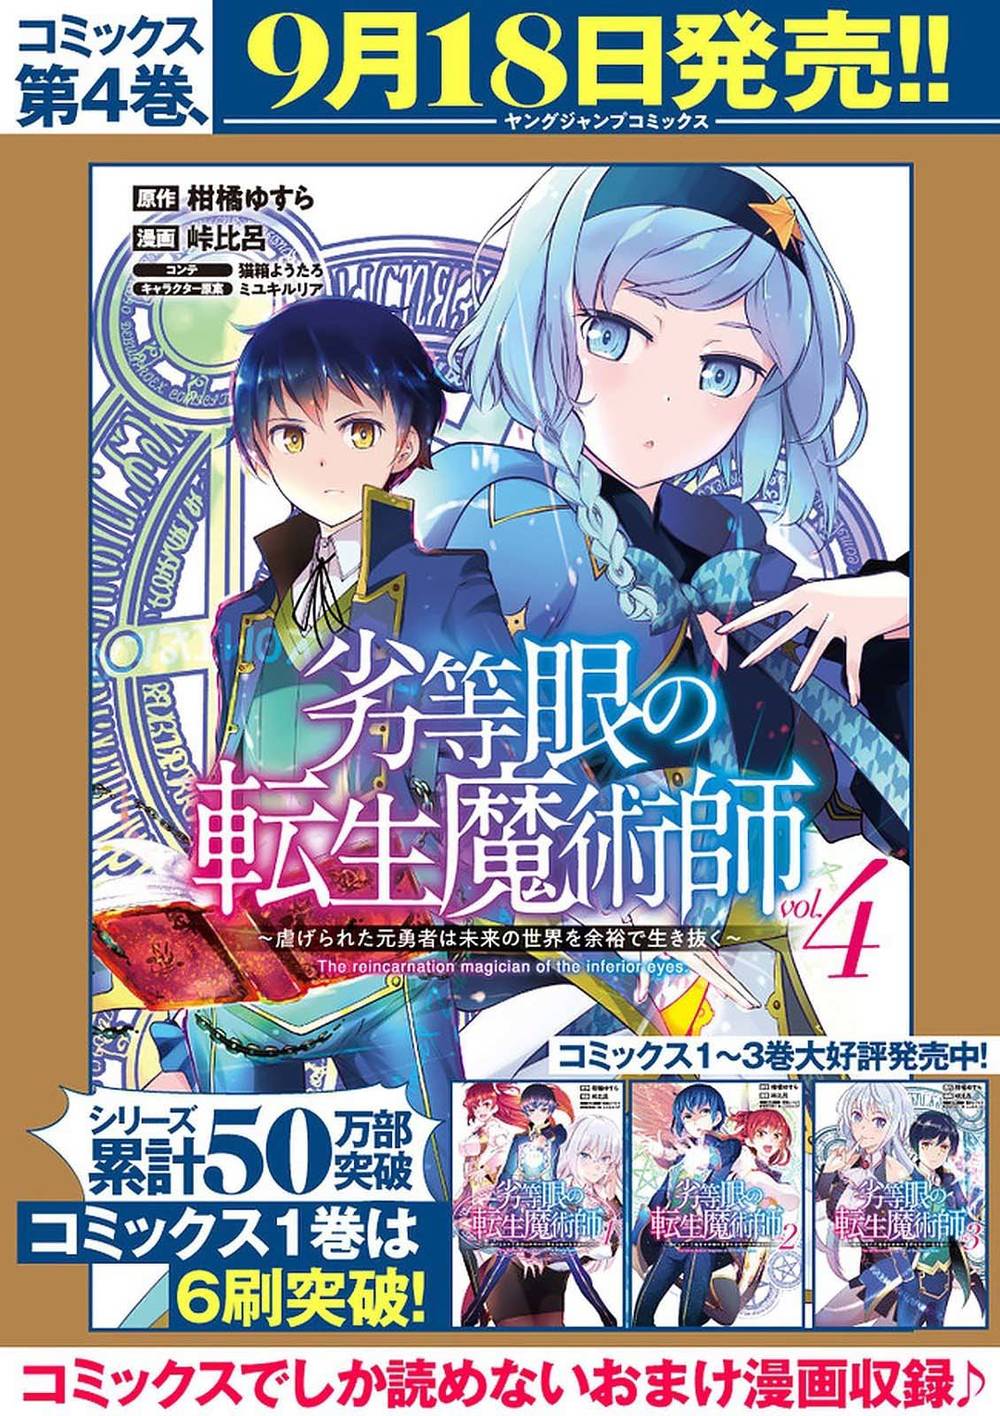 コミックス
第4巻、
9月18日発売!!
ヤングジャンプコミックス
原作 柑橘ゆすら
漫画 峠比呂
コンテ 猫箱ようたろ
キャラクター原案 ミユキルリア
劣等眼の
転生魔術師
vol.4
～虐げられた元勇者は未来の世界を余裕で生き抜く～
The reincarnation magician of the inferior eyes.
コミックス1～3巻大好評発売中!
シリーズ
累計50万部
突破
コミックス1巻は
6刷突破!
劣等眼の
転生魔術師 1
劣等眼の
転生魔術師 2
劣等眼の
転生魔術師 3
コミックスでしか読めないおまけ漫画収録♪